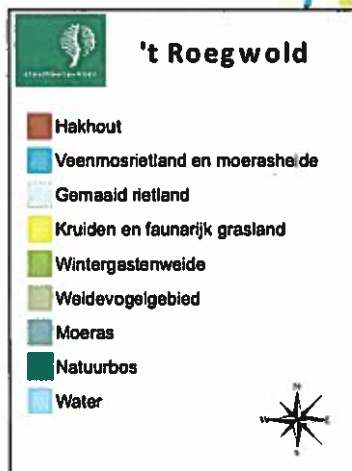 't Roegwold
Hakhout
Veenmosrietland en moerasheide
Gemaaid rietland
Kruiden en faunarijk grasland
Wintergastenweide
Weidevogelgebied
Moeras
Natuurbos
Water
N
W E
S